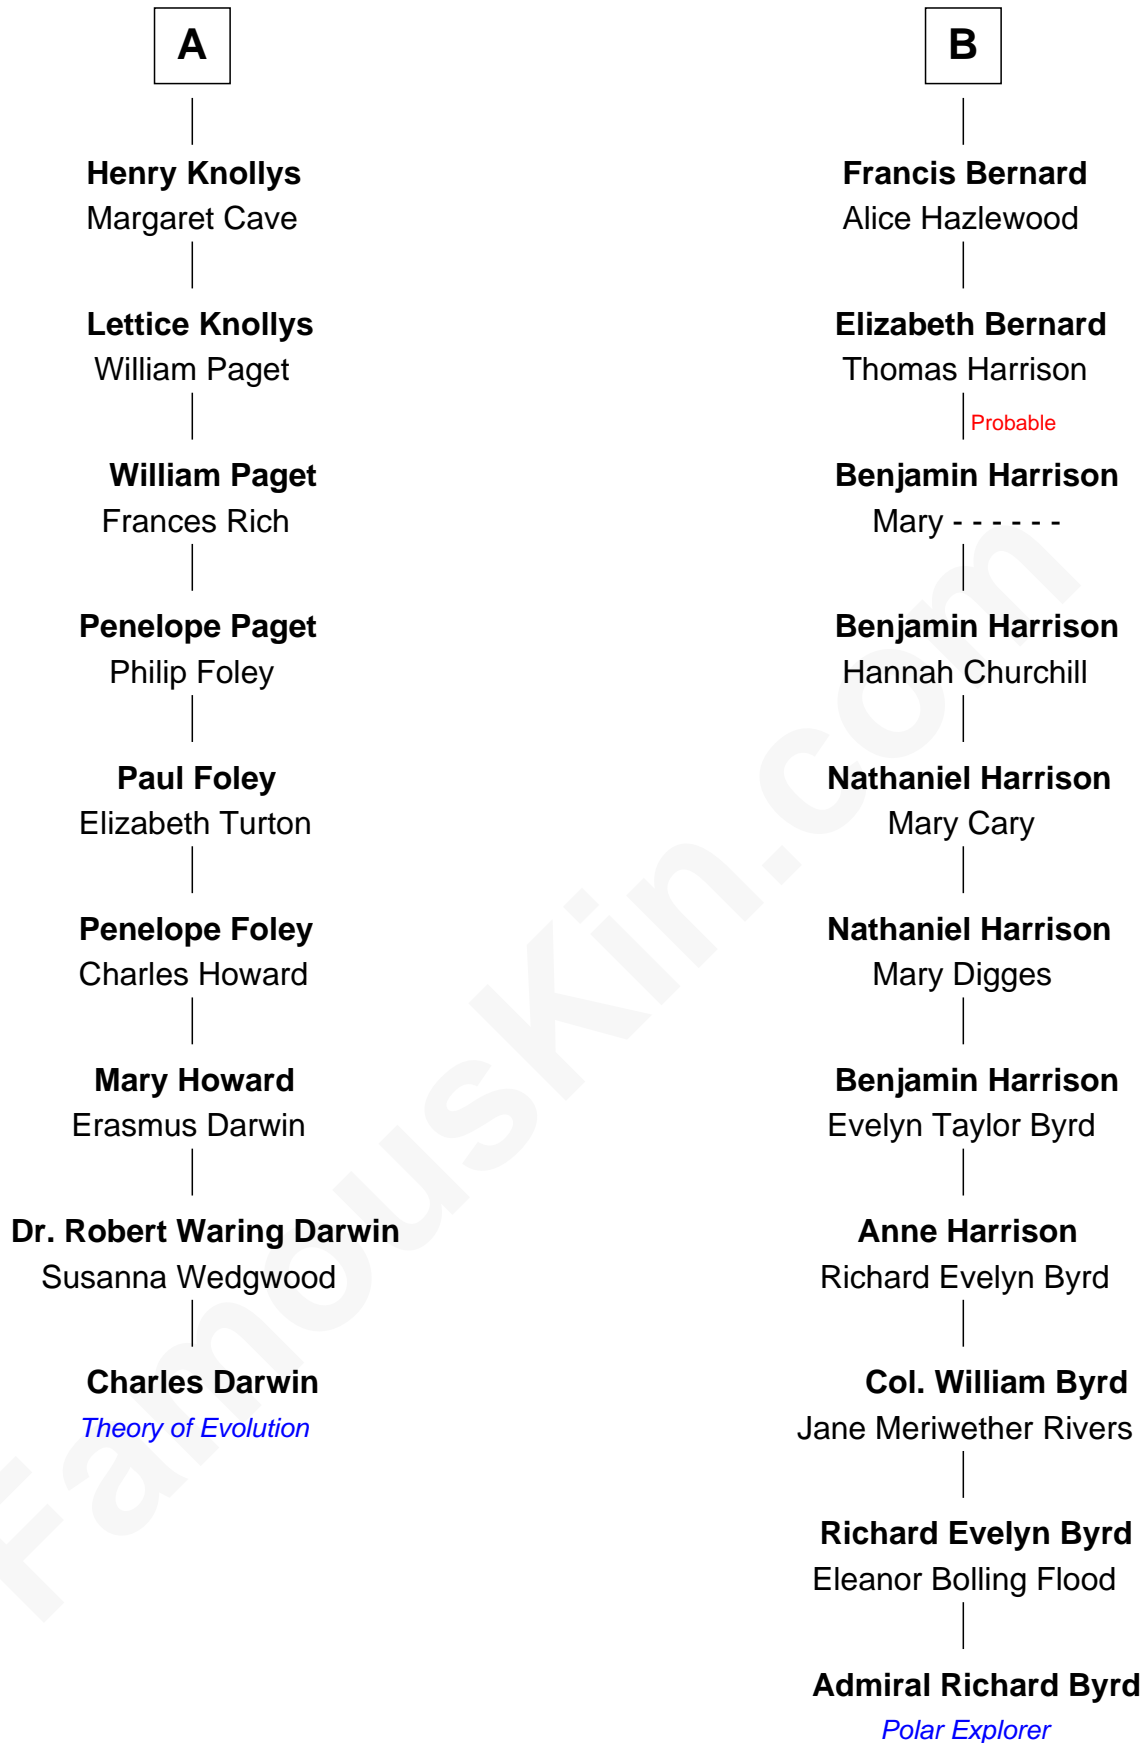 A
Henry Knollys
Margaret Cave
Lettice Knollys
William Paget
William Paget
Frances Rich
Penelope Paget
Philip Foley
Paul Foley
Elizabeth Turton
Penelope Foley
Charles Howard
Mary Howard
Erasmus Darwin
Dr. Robert Waring Darwin
Susanna Wedgwood
Charles Darwin
Theory of Evolution
B
Francis Bernard
Alice Hazlewood
Elizabeth Bernard
Thomas Harrison
Probable
Benjamin Harrison
Mary - - - - - -
Benjamin Harrison
Hannah Churchill
Nathaniel Harrison
Mary Cary
Nathaniel Harrison
Mary Digges
Benjamin Harrison
Evelyn Taylor Byrd
Anne Harrison
Richard Evelyn Byrd
Col. William Byrd
Jane Meriwether Rivers
Richard Evelyn Byrd
Eleanor Bolling Flood
Admiral Richard Byrd
Polar Explorer
FamousKin.com